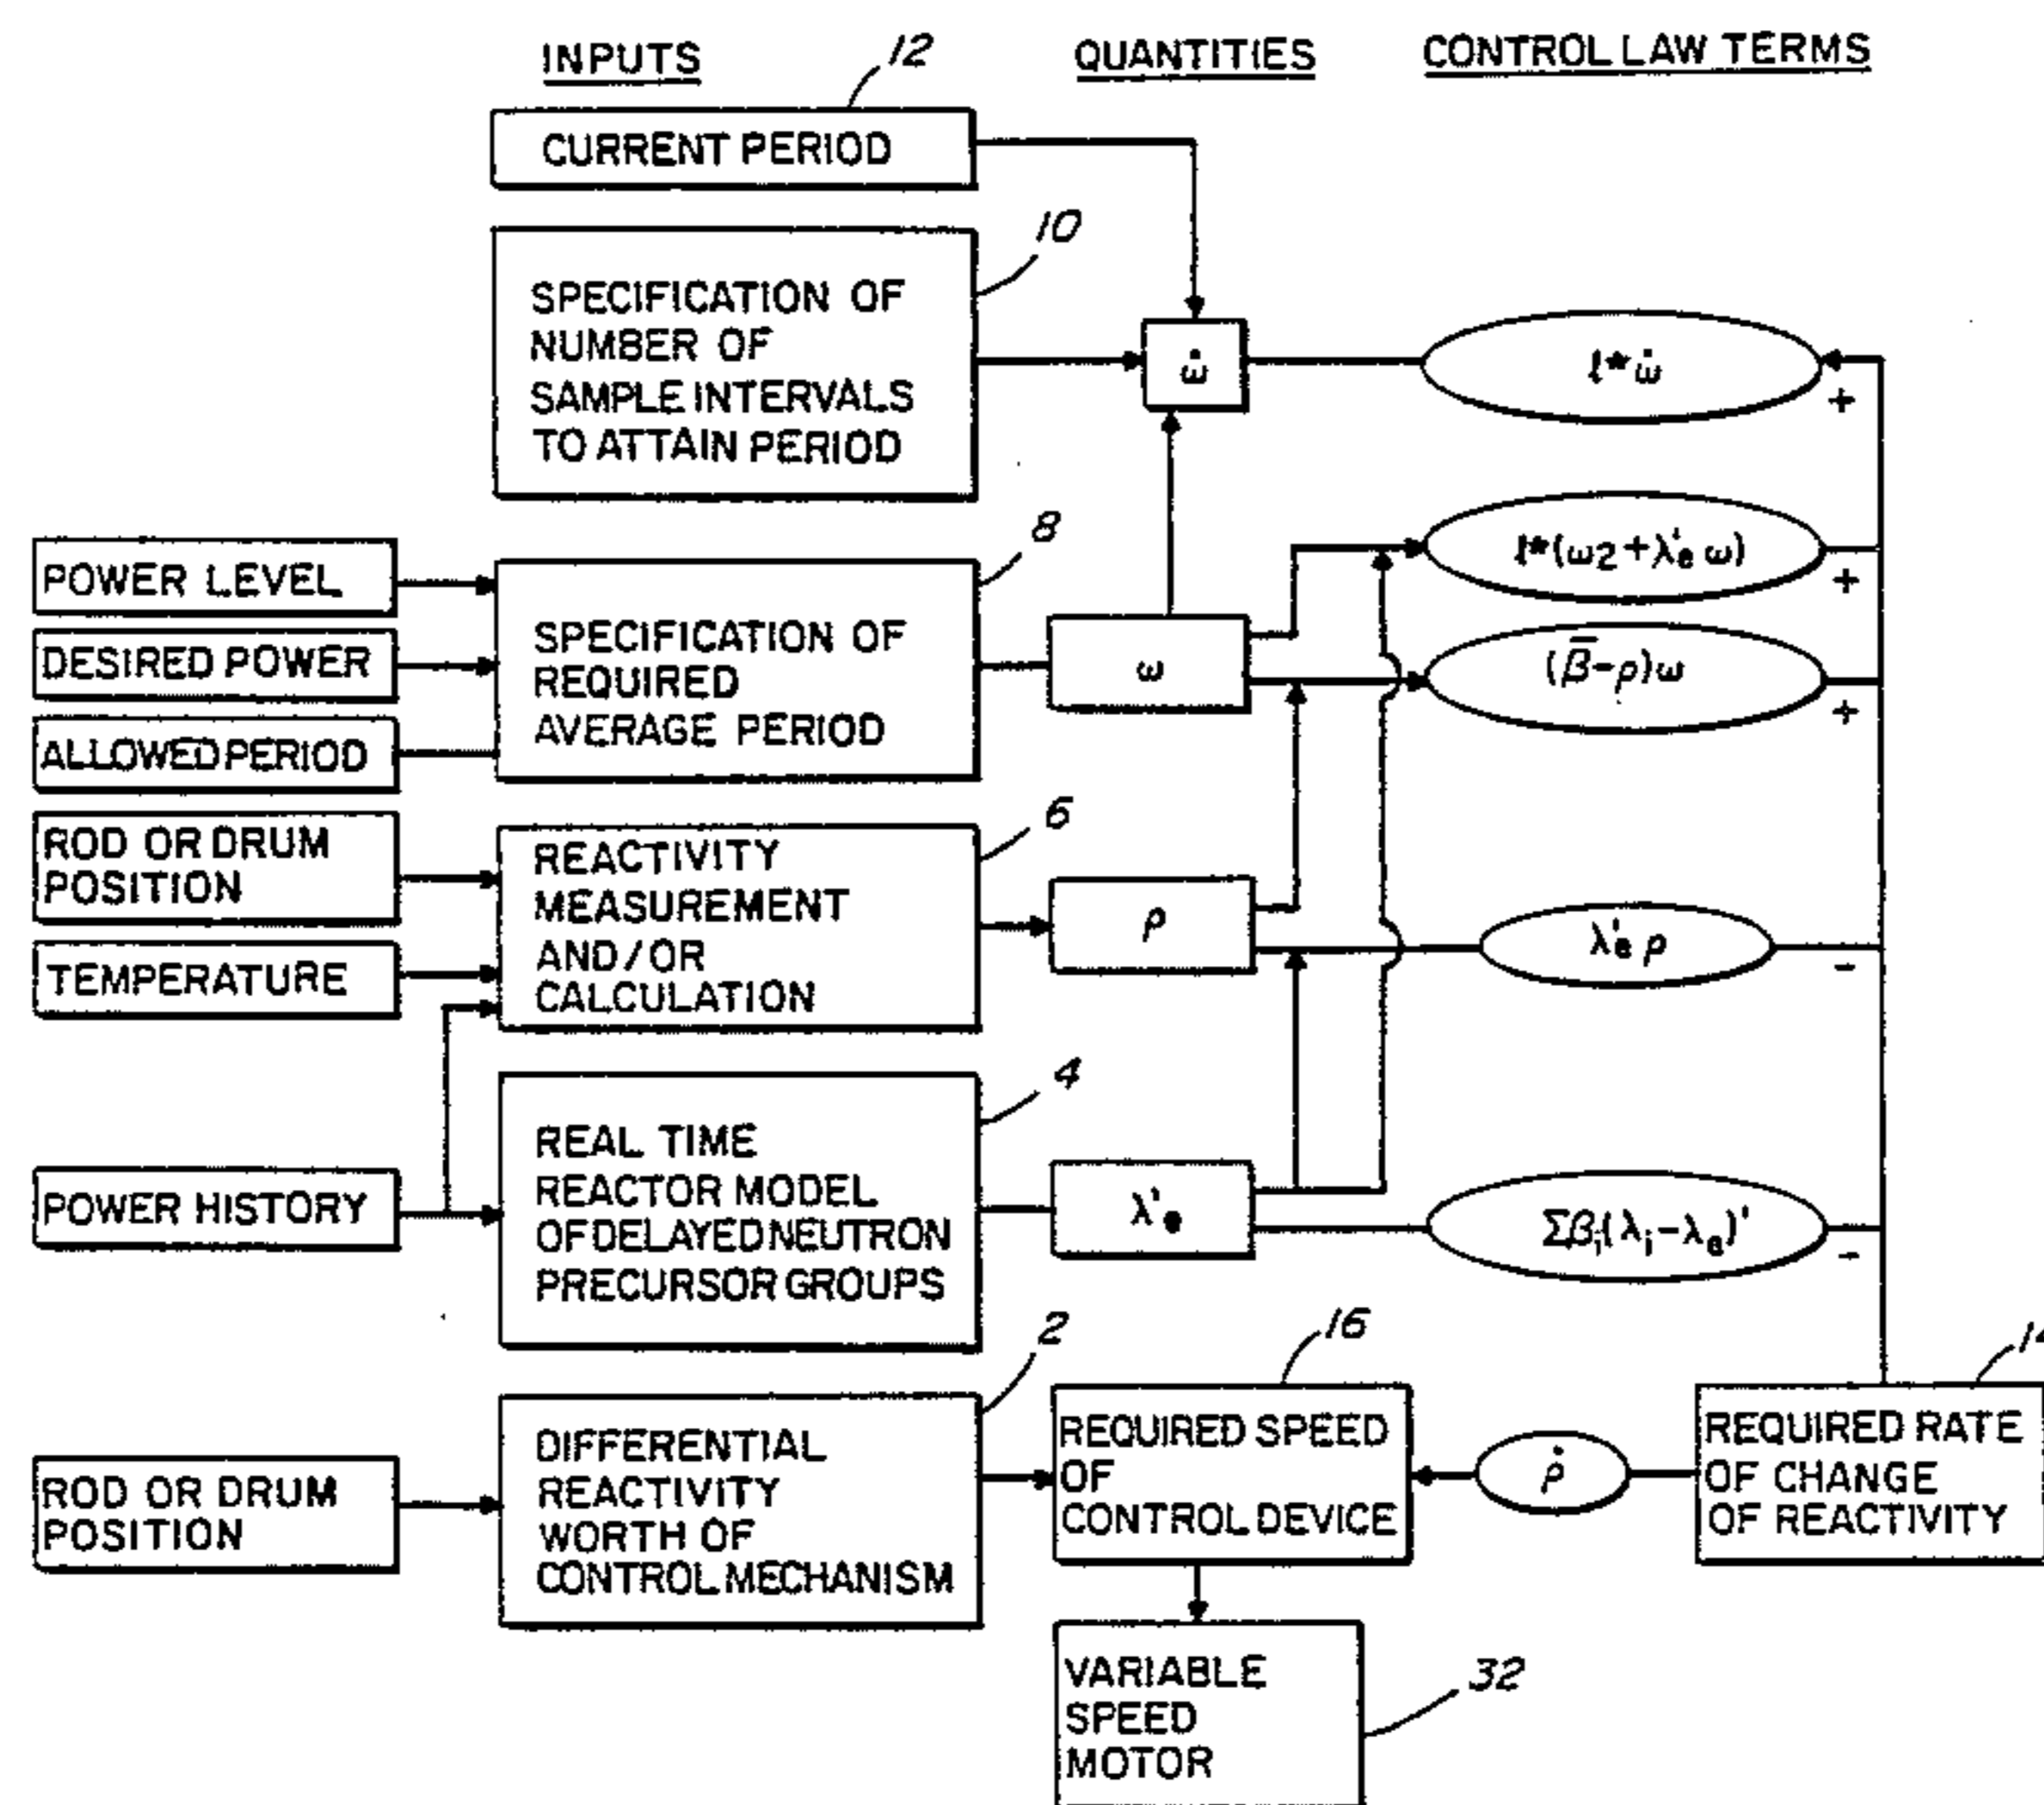 INPUTS
QUANTITIES
CONTROL LAW TERMS
12
CURRENT PERIOD
10
SPECIFICATION OF
NUMBER OF
SAMPLE INTERVALS
TO ATTAIN PERIOD
ω̇
l*ω̇
+
POWER LEVEL
DESIRED POWER
ALLOWED PERIOD
8
SPECIFICATION OF
REQUIRED
AVERAGE PERIOD
ω
l*(ω2+λ'e ω)
+
(β̅-ρ)ω
+
ROD OR DRUM
POSITION
TEMPERATURE
6
REACTIVITY
MEASUREMENT
AND/OR
CALCULATION
ρ
λ'e ρ
-
POWER HISTORY
4
REAL TIME
REACTOR MODEL
OF DELAYED NEUTRON
PRECURSOR GROUPS
λ'e
Σβi(λi-λe)'
-
ROD OR DRUM
POSITION
2
DIFFERENTIAL
REACTIVITY
WORTH OF
CONTROL MECHANISM
16
REQUIRED SPEED
OF
CONTROL DEVICE
ρ̇
14
REQUIRED RATE
OF CHANGE
OF REACTIVITY
32
VARIABLE
SPEED
MOTOR